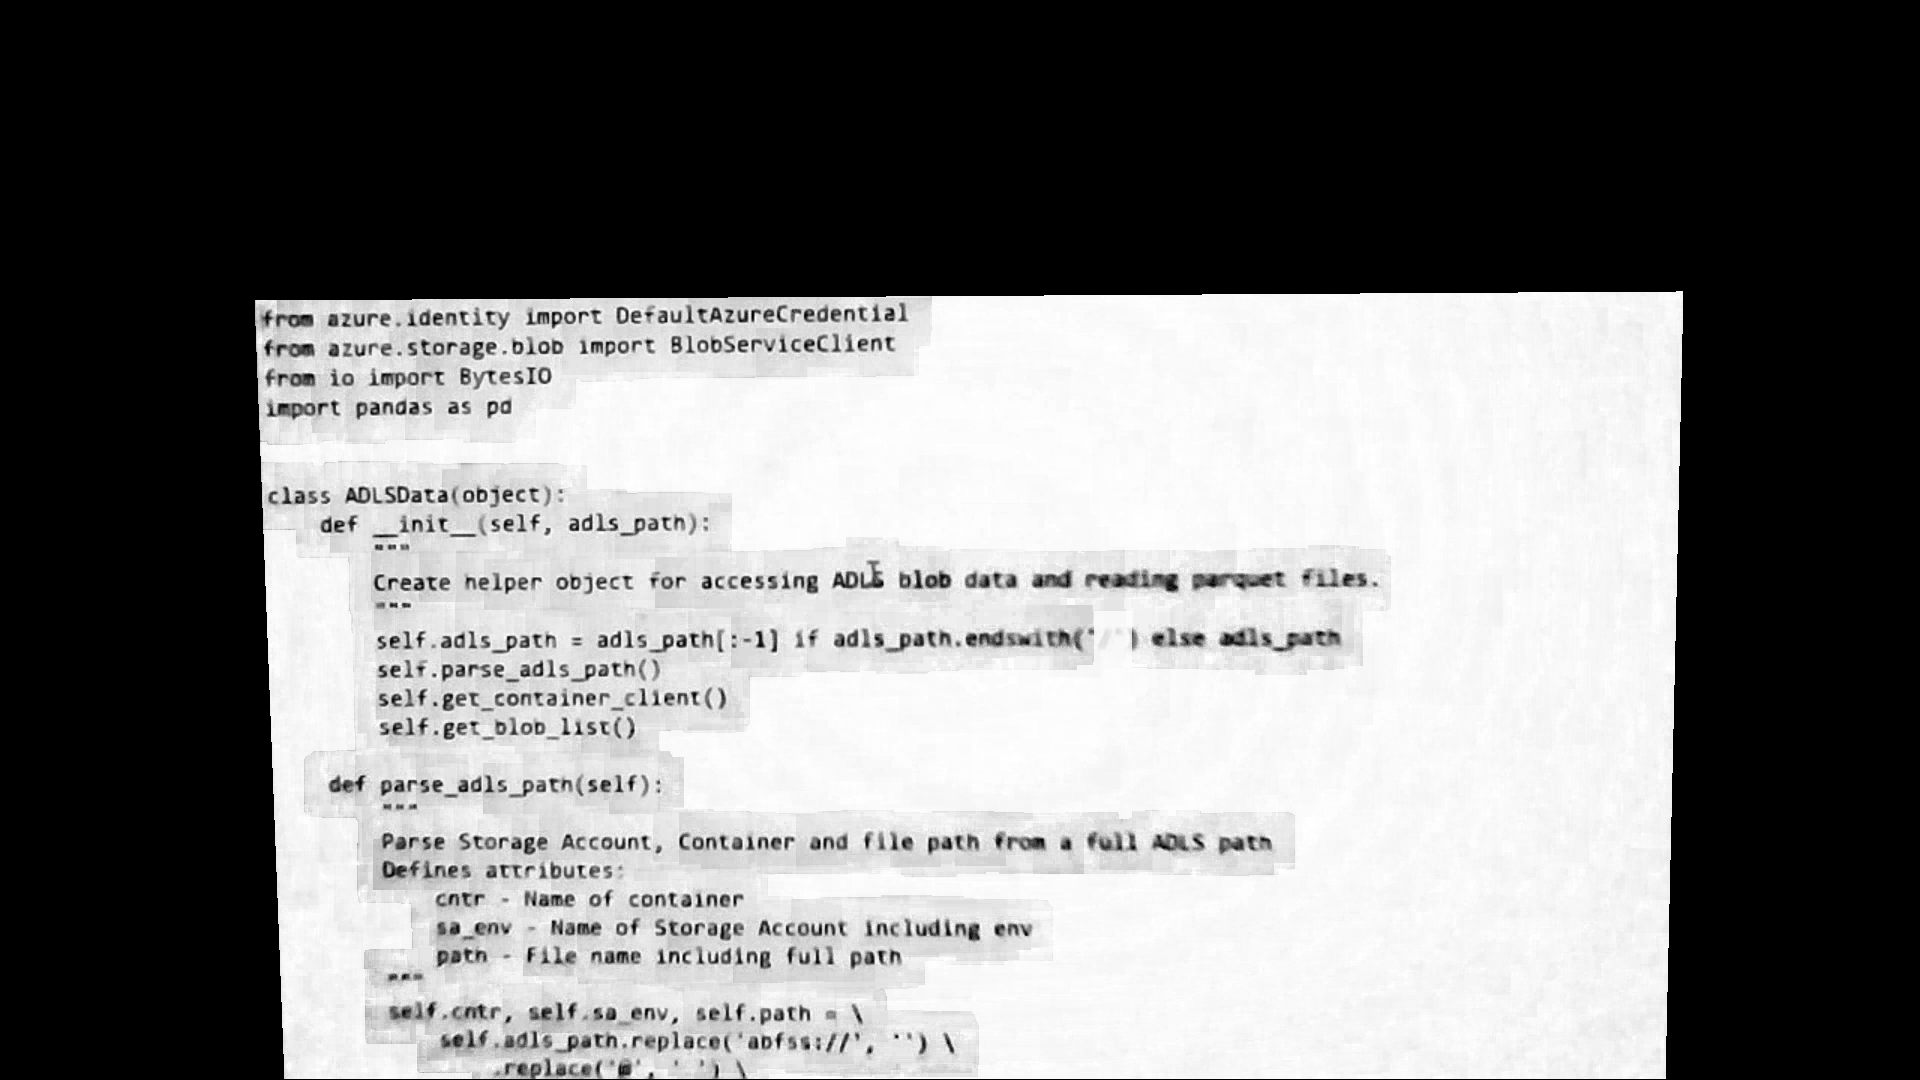 from azure.identity import DefaultAzureCredential
from azure.storage.blob import BlobServiceClient
from io import BytesIO
import pandas as pd
class ADLSData(object):
    def __init__(self, adls_path):
        """
        Create helper object for accessing ADLS blob data and reading parquet files.
        """
        self.adls_path = adls_path[:-1] if adls_path.endswith('/') else adls_path
        self.parse_adls_path()
        self.get_container_client()
        self.get_blob_list()
    def parse_adls_path(self):
        """
        Parse Storage Account, Container and file path from a full ADLS path
        Defines attributes:
            cntr - Name of container
            sa_env - Name of Storage Account including env
            path - File name including full path
        """
        self.cntr, self.sa_env, self.path = \
            self.adls_path.replace('abfss://', '') \
                .replace('@', ' ') \